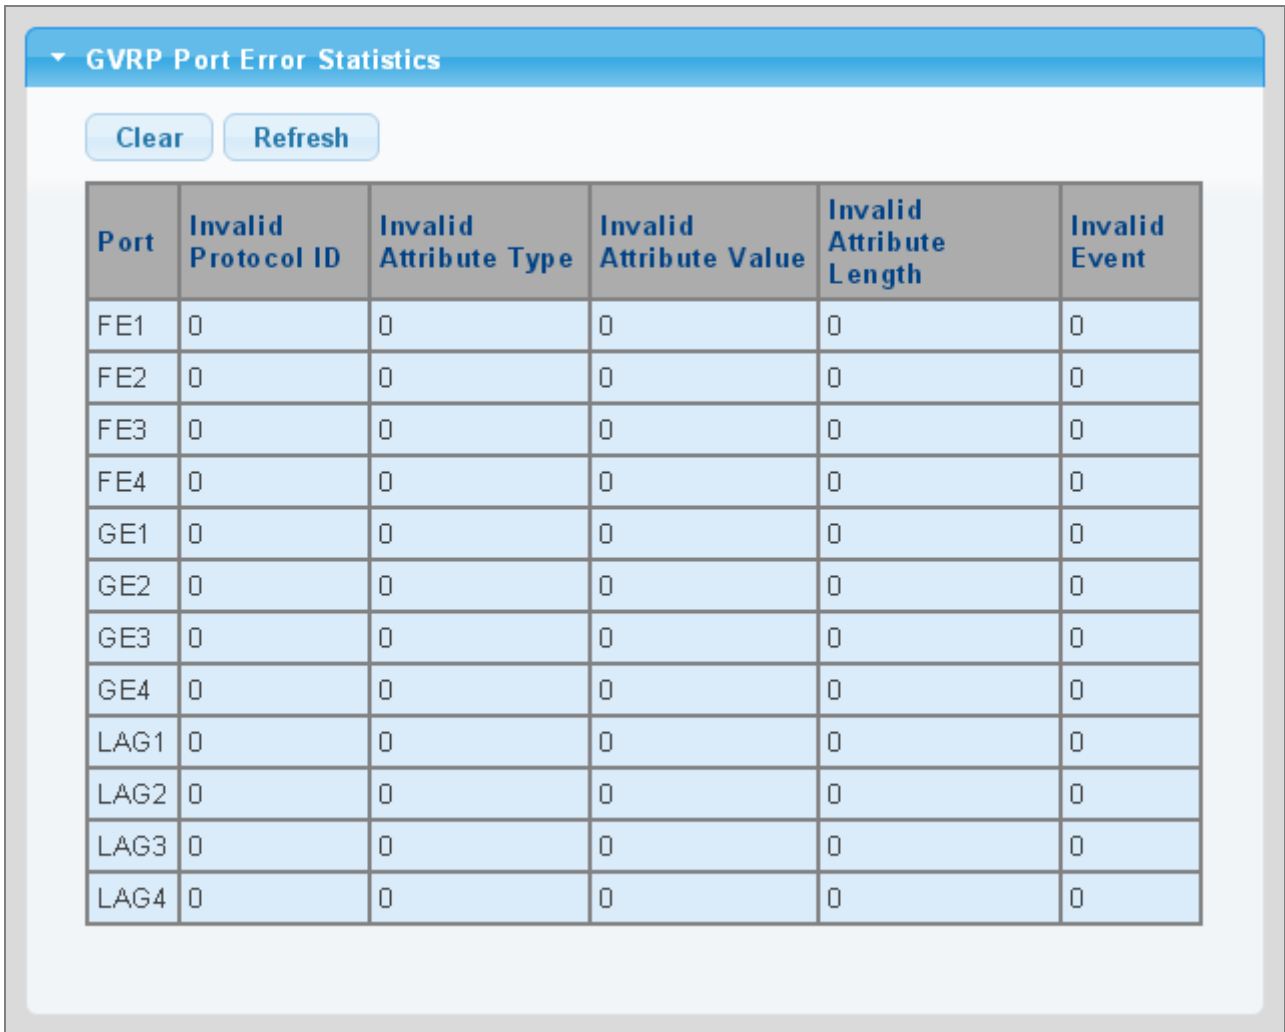 GVRP Port Error Statistics
Clear Refresh
Port Invalid Protocol ID Invalid Attribute Type Invalid Attribute Value Invalid Attribute Length Invalid Event
FE1 0 0 0 0 0
FE2 0 0 0 0 0
FE3 0 0 0 0 0
FE4 0 0 0 0 0
GE1 0 0 0 0 0
GE2 0 0 0 0 0
GE3 0 0 0 0 0
GE4 0 0 0 0 0
LAG1 0 0 0 0 0
LAG2 0 0 0 0 0
LAG3 0 0 0 0 0
LAG4 0 0 0 0 0